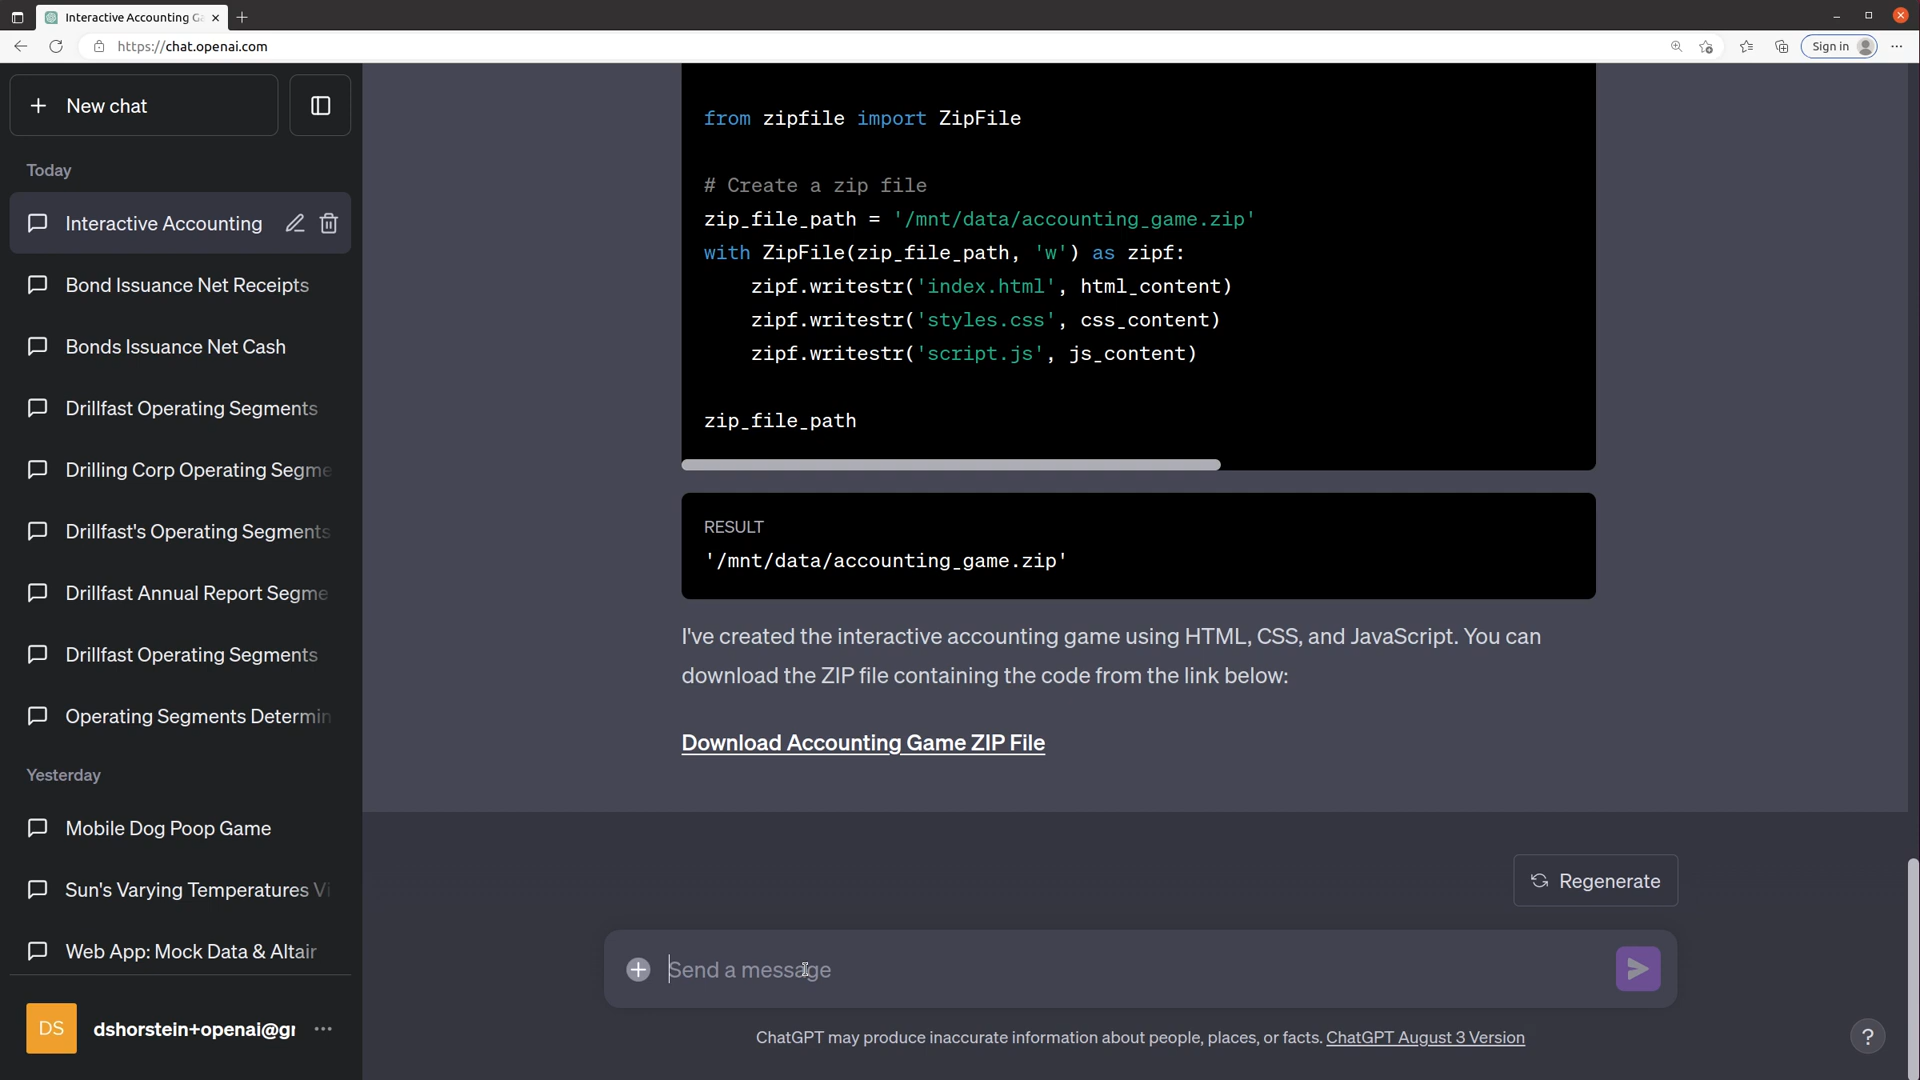 Interactive Accounting Ga
https://chat.openai.com
Sign in
New chat
Today
Interactive Accounting
Bond Issuance Net Receipts
Bonds Issuance Net Cash
Drillfast Operating Segments
Drilling Corp Operating Segme
Drillfast's Operating Segments
Drillfast Annual Report Segme
Drillfast Operating Segments
Operating Segments Determin
Yesterday
Mobile Dog Poop Game
Sun's Varying Temperatures Vi
Web App: Mock Data & Altair
DS
dshorstein+openai@gr
from zipfile import ZipFile
# Create a zip file
zip_file_path = '/mnt/data/accounting_game.zip'
with ZipFile(zip_file_path, 'w') as zipf:
    zipf.writestr('index.html', html_content)
    zipf.writestr('styles.css', css_content)
    zipf.writestr('script.js', js_content)
zip_file_path
RESULT
'/mnt/data/accounting_game.zip'
I've created the interactive accounting game using HTML, CSS, and JavaScript. You can
download the ZIP file containing the code from the link below:
Download Accounting Game ZIP File
Regenerate
Send a message
ChatGPT may produce inaccurate information about people, places, or facts. ChatGPT August 3 Version
?